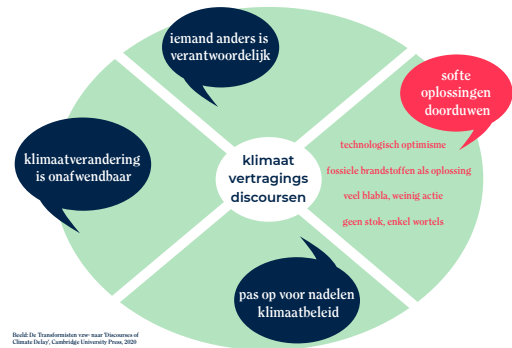 iemand anders is
verantwoordelijk
softe
oplossingen
doorduwen
technologisch optimisme
fossiele brandstoffen als oplossing
veel blabla, weinig actie
geen stok, enkel wortels
klimaatverandering
is onafwendbaar
klimaat
vertragings
discoursen
pas op voor nadelen
klimaatbeleid
Beeld: De Transformisten vzw- naar 'Discourses of
Climate Delay', Cambridge University Press, 2020